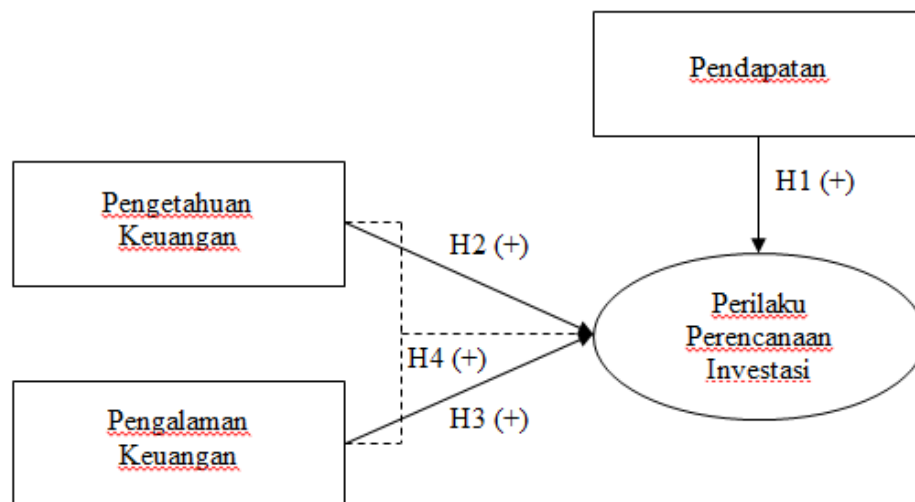 Pendapatan
H1 (+)
Pengetahuan
Keuangan
H2 (+)
Perilaku
Perencanaan
Investasi
H4 (+)
H3 (+)
Pengalaman
Keuangan